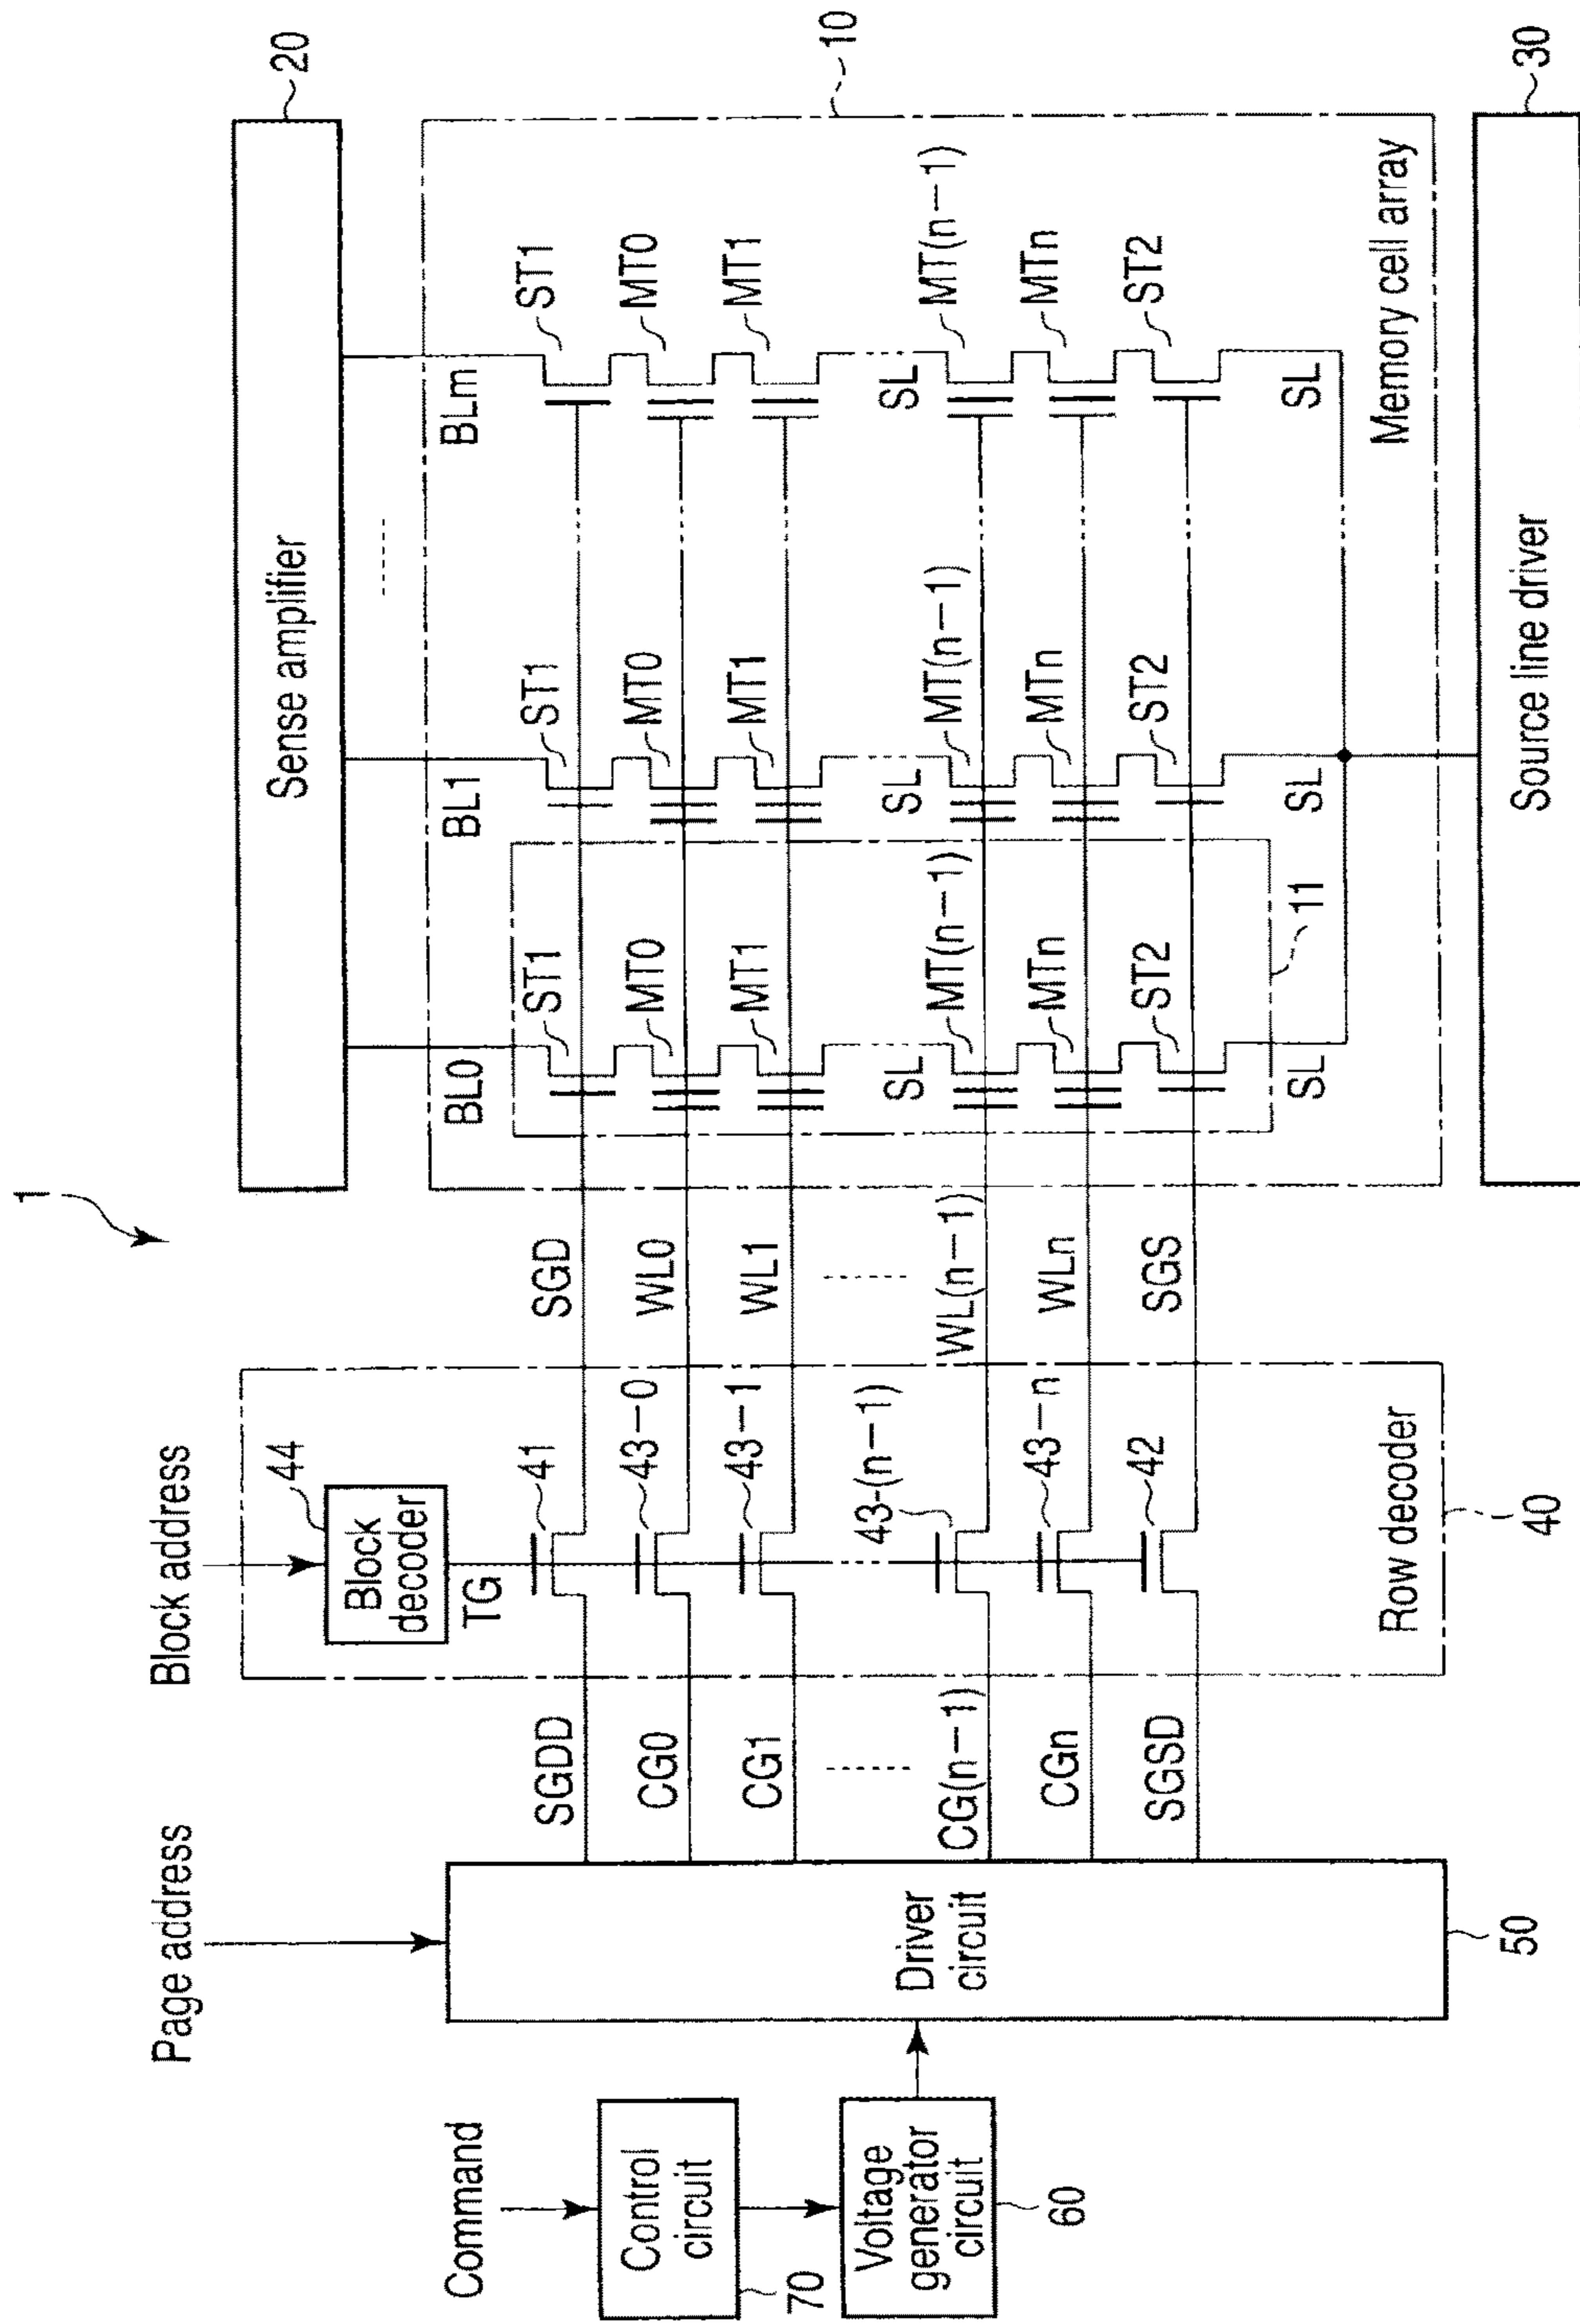 1
Command
Control
circuit
70
Voltage
generator
circuit
60
Page address
Driver
circuit
50
SGDD
CG0
CG1
CG(n-1)
CGn
SGSD
Block address
Block
decoder
44
TG
41
43-0
43-1
43-(n-1)
43-n
42
Row decoder
40
SGD
WL0
WL1
WL(n-1)
WLn
SGS
Sense amplifier
20
BL0
ST1
MT0
MT1
SL
MT(n-1)
MTn
ST2
SL
11
BL1
ST1
MT0
MT1
SL
MT(n-1)
MTn
ST2
SL
BLm
ST1
MT0
MT1
SL
MT(n-1)
MTn
ST2
SL
Memory cell array
10
Source line driver
30